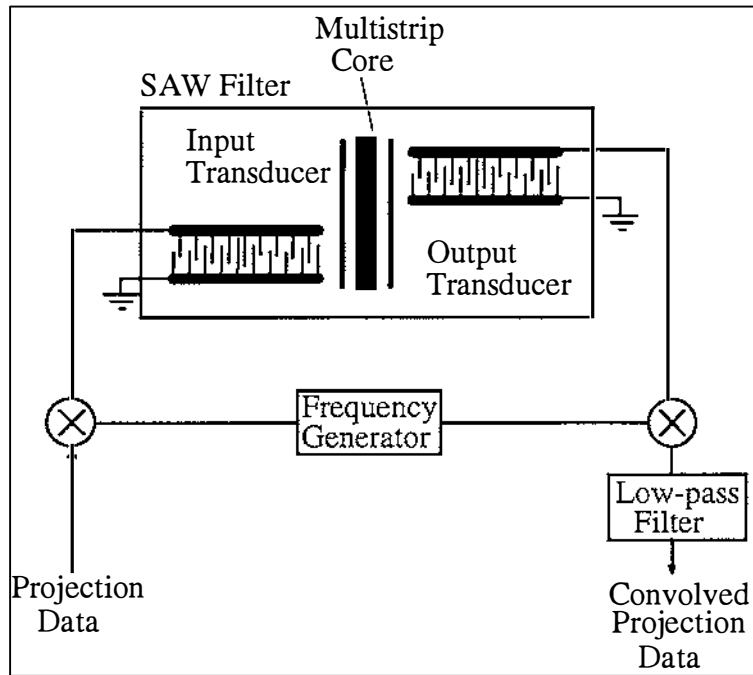 Multistrip
Core
SAW Filter
Input
Transducer
Output
Transducer
Frequency
Generator
Low-pass
Filter
Projection
Data
Convolved
Projection
Data